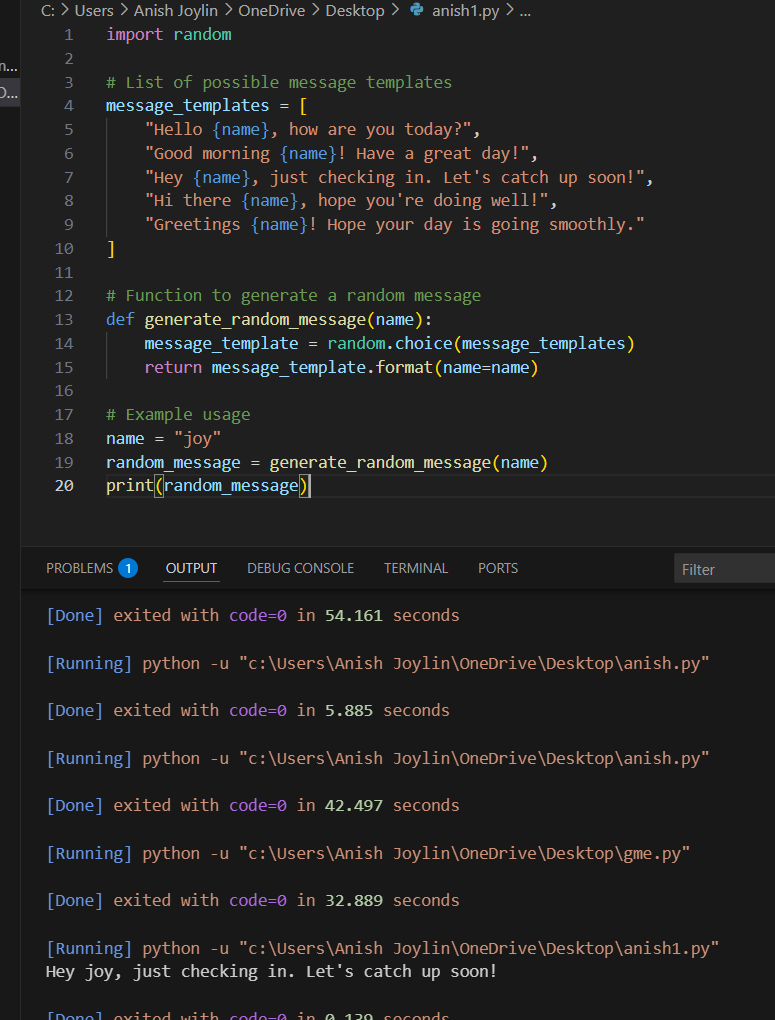 C: > Users > Anish Joylin > OneDrive > Desktop > anish1.py > ...
n...
O...
1 import random
2
3 # List of possible message templates
4 message_templates = [
5     "Hello {name}, how are you today?",
6     "Good morning {name}! Have a great day!",
7     "Hey {name}, just checking in. Let's catch up soon!",
8     "Hi there {name}, hope you're doing well!",
9     "Greetings {name}! Hope your day is going smoothly."
10 ]
11
12 # Function to generate a random message
13 def generate_random_message(name):
14     message_template = random.choice(message_templates)
15     return message_template.format(name=name)
16
17 # Example usage
18 name = "joy"
19 random_message = generate_random_message(name)
20 print(random_message)
PROBLEMS 1 OUTPUT DEBUG CONSOLE TERMINAL PORTS Filter
[Done] exited with code=0 in 54.161 seconds
[Running] python -u "c:\Users\Anish Joylin\OneDrive\Desktop\anish.py"
[Done] exited with code=0 in 5.885 seconds
[Running] python -u "c:\Users\Anish Joylin\OneDrive\Desktop\anish.py"
[Done] exited with code=0 in 42.497 seconds
[Running] python -u "c:\Users\Anish Joylin\OneDrive\Desktop\gme.py"
[Done] exited with code=0 in 32.889 seconds
[Running] python -u "c:\Users\Anish Joylin\OneDrive\Desktop\anish1.py"
Hey joy, just checking in. Let's catch up soon!
[Done] exited with code=0 in 0.139 seconds